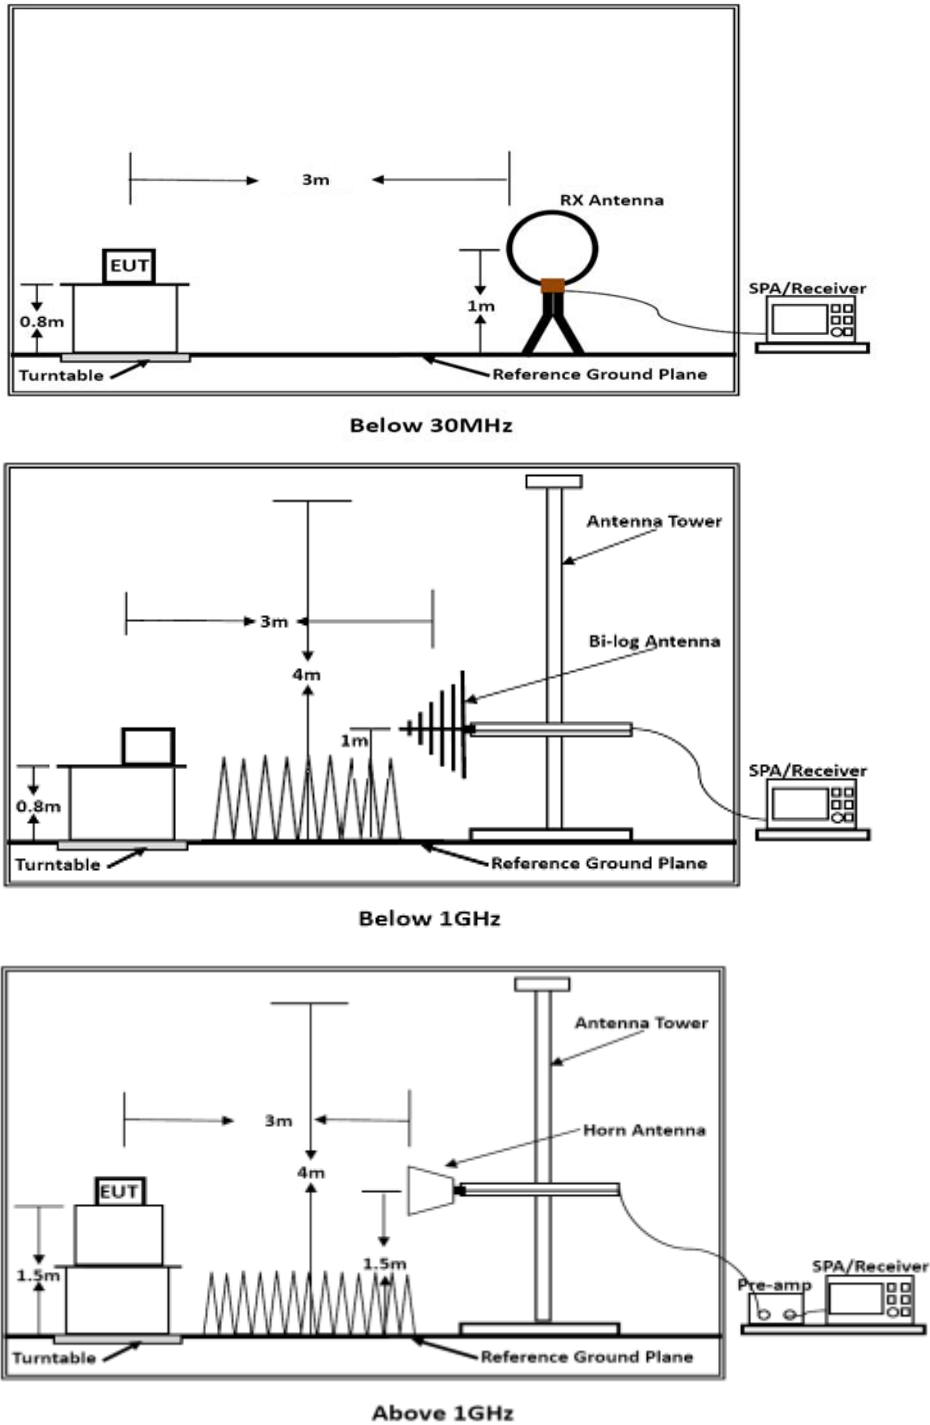 3m
RX Antenna
EUT
SPA/Receiver
0.8m
1m
Turntable
Reference Ground Plane
Below 30MHz
Antenna Tower
3m
Bi-log Antenna
4m
1m
SPA/Receiver
0.8m
Turntable
Reference Ground Plane
Below 1GHz
Antenna Tower
3m
Horn Antenna
4m
EUT
1.5m
1.5m
SPA/Receiver
Pre-amp
Turntable
Reference Ground Plane
Above 1GHz